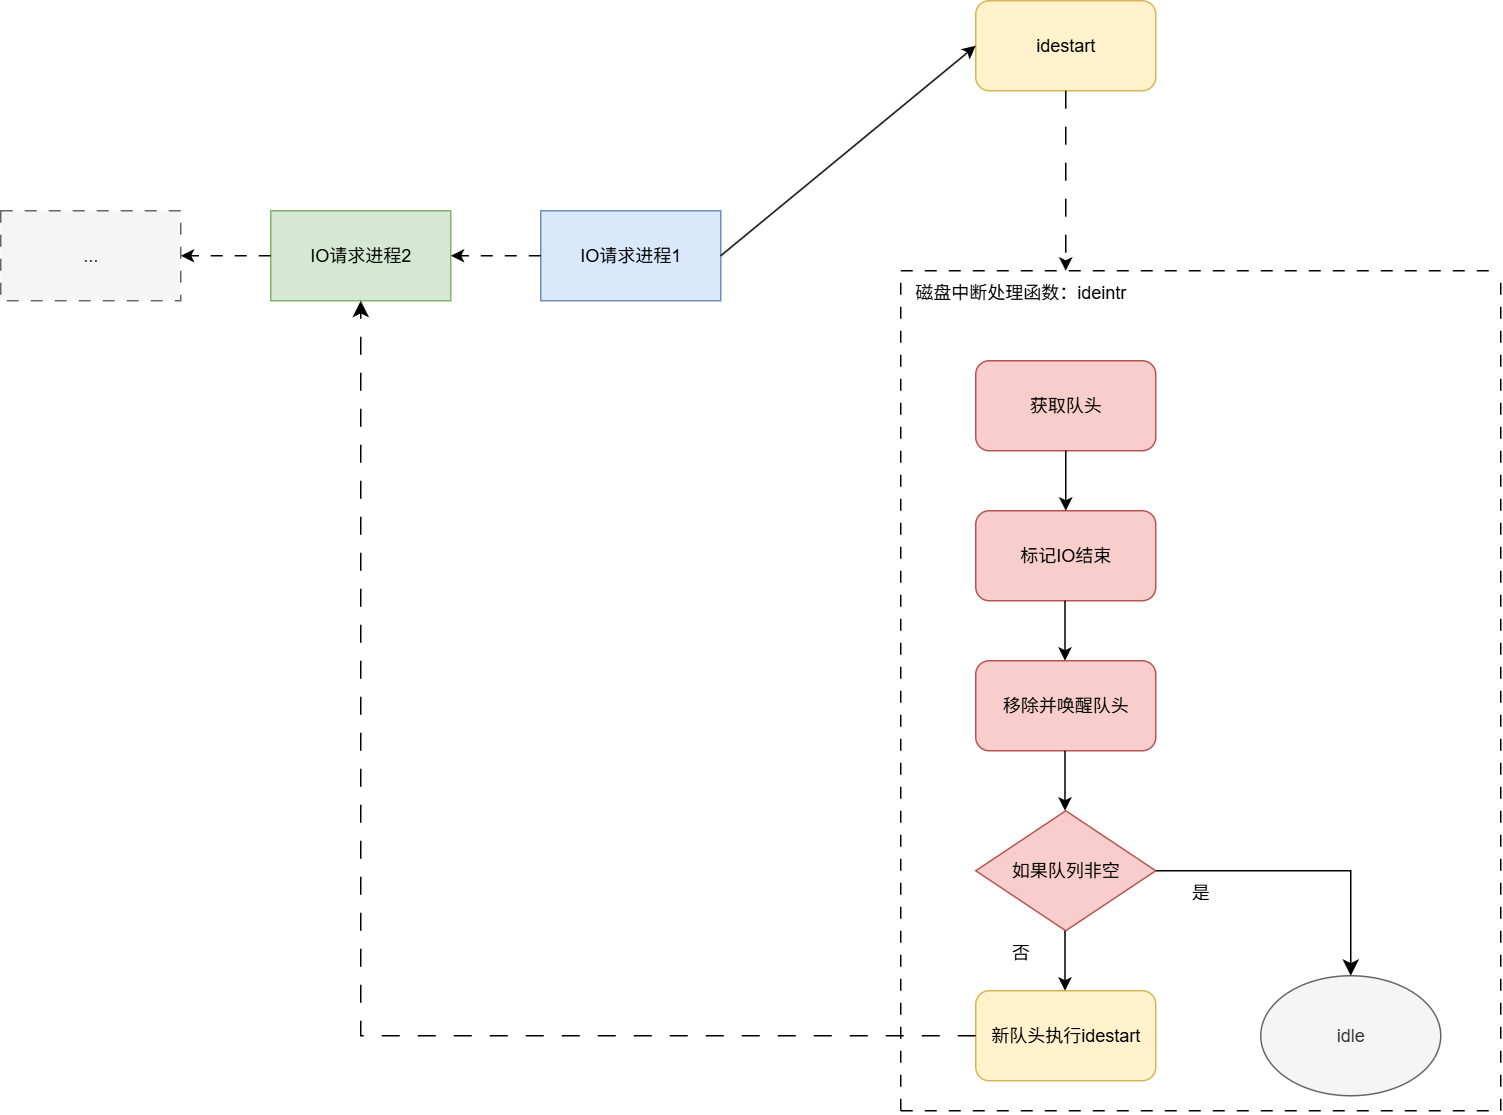 idestart
...
IO请求进程2
IO请求进程1
磁盘中断处理函数：ideintr
获取队头
标记IO结束
移除并唤醒队头
如果队列非空
是
否
新队头执行idestart
idle